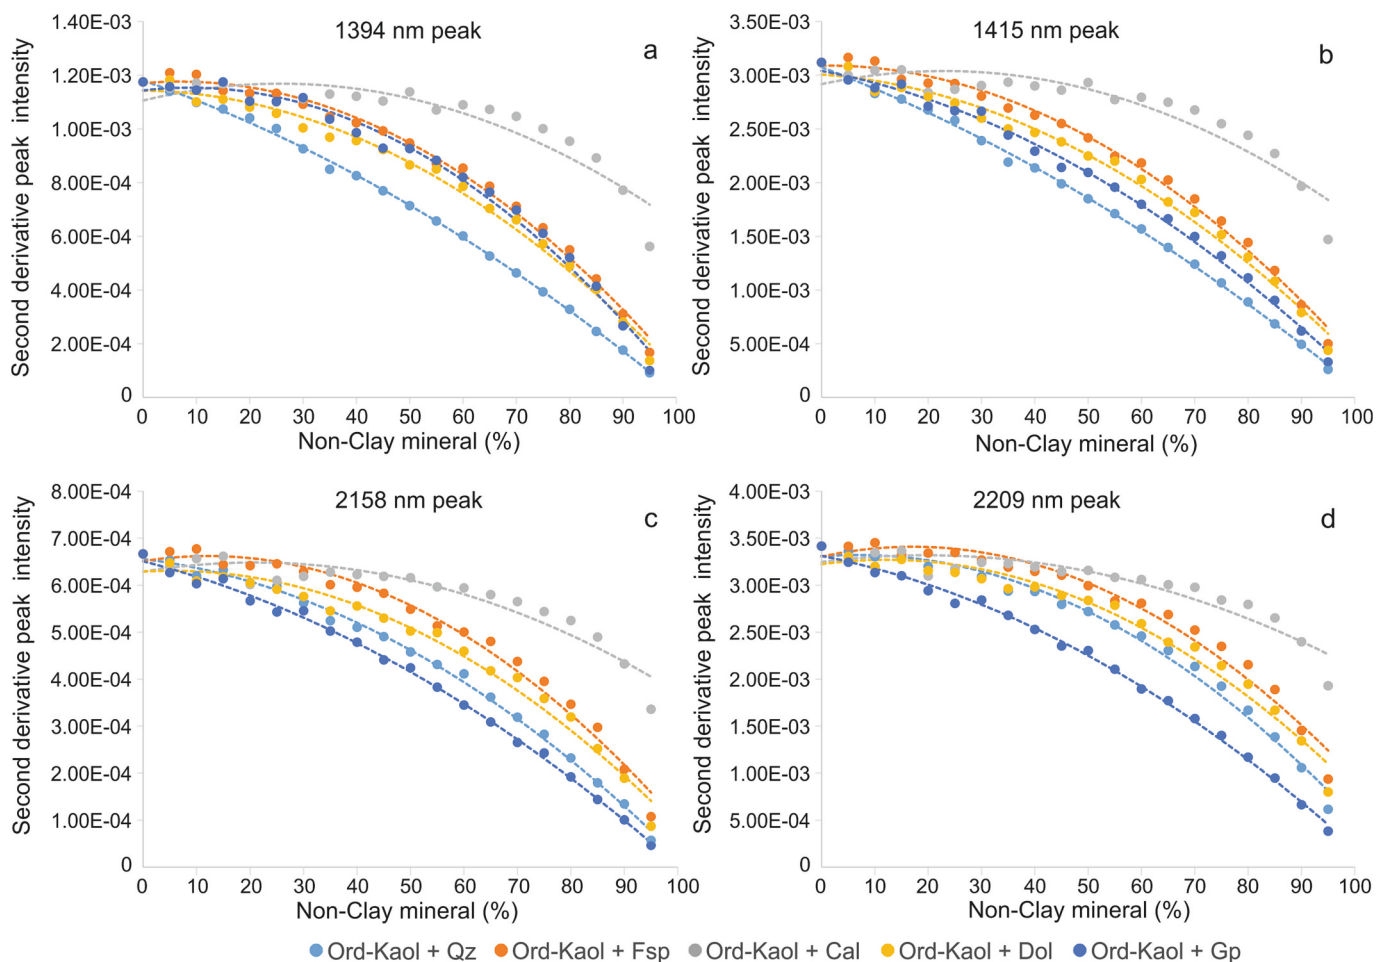 1394 nm peak
a
Second derivative peak intensity
1.40E-03
1.20E-03
1.00E-03
8.00E-04
6.00E-04
4.00E-04
2.00E-04
0
0 10 20 30 40 50 60 70 80 90 100
Non-Clay mineral (%)
1415 nm peak
b
Second derivative peak intensity
3.50E-03
3.00E-03
2.50E-03
2.00E-03
1.50E-03
1.00E-03
5.00E-04
0
0 10 20 30 40 50 60 70 80 90 100
Non-Clay mineral (%)
2158 nm peak
c
Second derivative peak intensity
8.00E-04
7.00E-04
6.00E-04
5.00E-04
4.00E-04
3.00E-04
2.00E-04
1.00E-04
0
0 10 20 30 40 50 60 70 80 90 100
Non-Clay mineral (%)
2209 nm peak
d
Second derivative peak intensity
4.00E-03
3.50E-03
3.00E-03
2.50E-03
2.00E-03
1.50E-03
1.00E-03
5.00E-04
0
0 10 20 30 40 50 60 70 80 90 100
Non-Clay mineral (%)
Ord-Kaol + Qz Ord-Kaol + Fsp Ord-Kaol + Cal Ord-Kaol + Dol Ord-Kaol + Gp